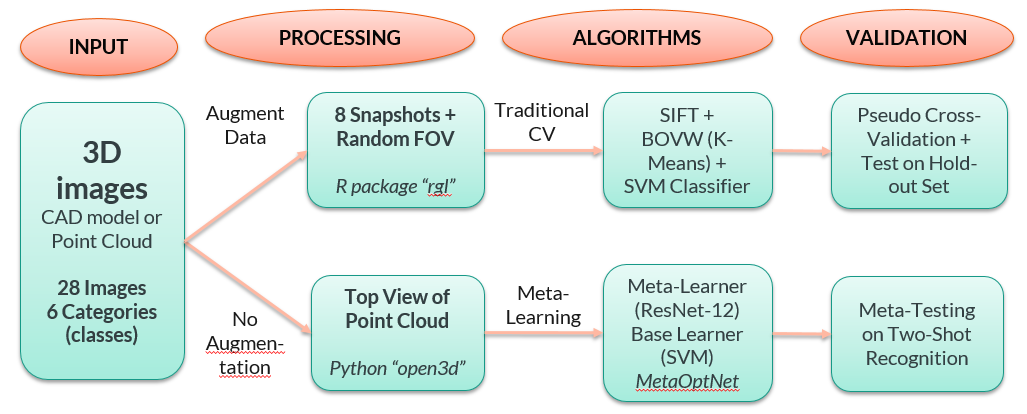 INPUT
PROCESSING
ALGORITHMS
VALIDATION
3D
images
CAD model or
Point Cloud
28 Images
6 Categories
(classes)
Augment
Data
8 Snapshots +
Random FOV
R package “rgl”
Traditional
CV
SIFT +
BOVW (K-
Means) +
SVM Classifier
Pseudo Cross-
Validation +
Test on Hold-
out Set
No
Augmen-
tation
Top View of
Point Cloud
Python “open3d”
Meta-
Learning
Meta-Learner
(ResNet-12)
Base Learner
(SVM)
MetaOptNet
Meta-Testing
on Two-Shot
Recognition